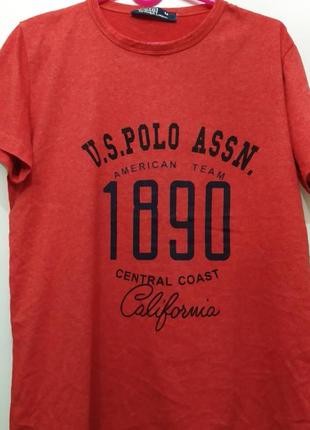 U.S.POLO ASSN.
AMERICAN TEAM
1890
CENTRAL COAST
California